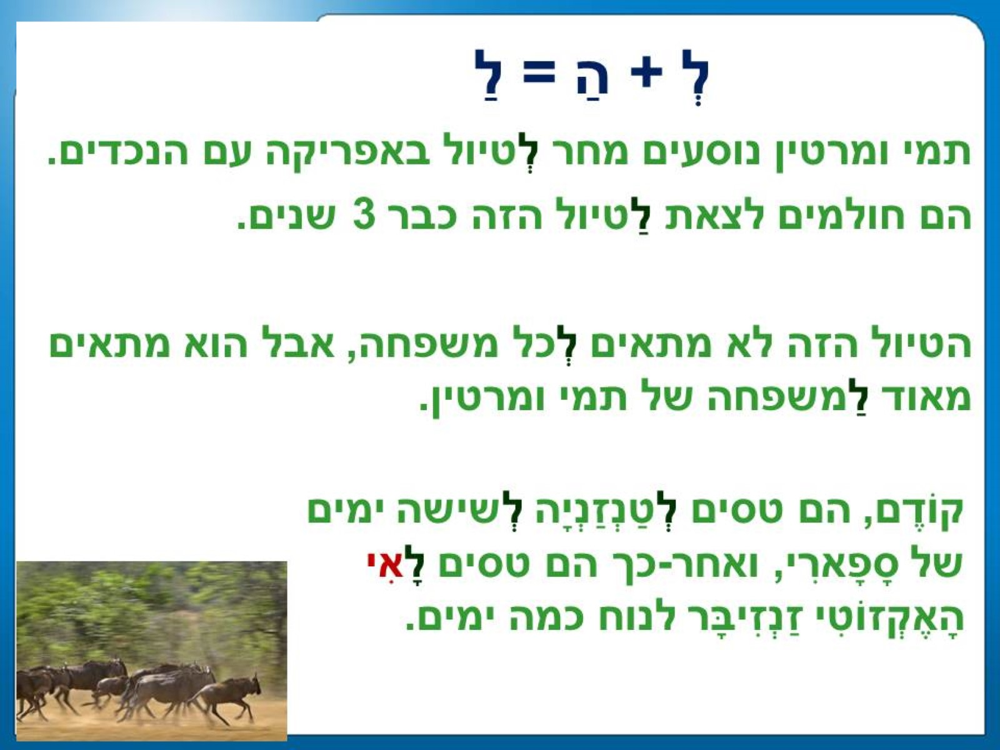 לְ + הַ = לַ
תמי ומרטין נוסעים מחר לְטיול באפריקה עם הנכדים.
הם חולמים לצאת לַטיול הזה כבר 3 שנים.
הטיול הזה לא מתאים לְכל משפחה, אבל הוא מתאים
מאוד לַמשפחה של תמי ומרטין.
קוֹדֶם, הם טסים לְטַנְזַנְיָה לְשישה ימים
של סָפָארִי, ואחר-כך הם טסים לָאִי
הָאֶקְזוֹטִי זַנְזִיבָּר לנוח כמה ימים.